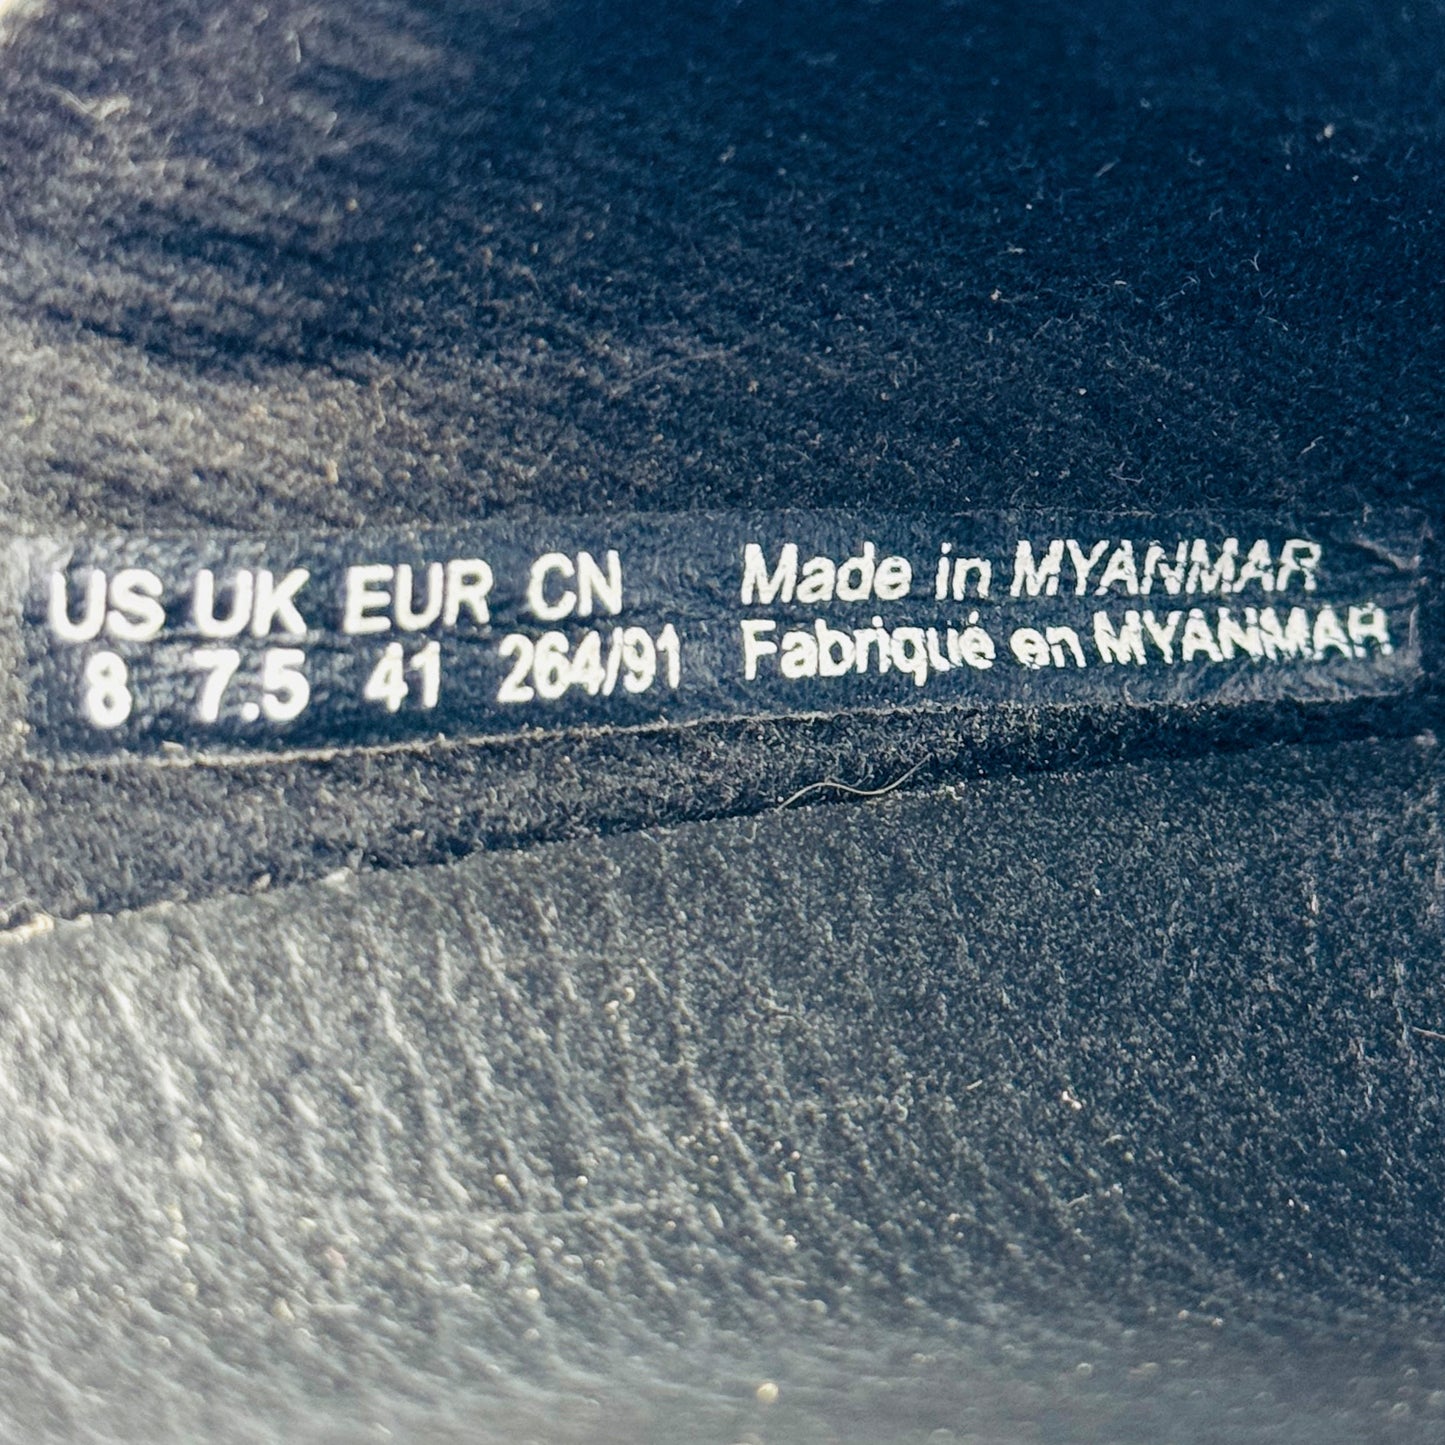 US UK EUR CN Made in MYANMAR
8 7.5 41 264/91 Fabriqué en MYANMAR